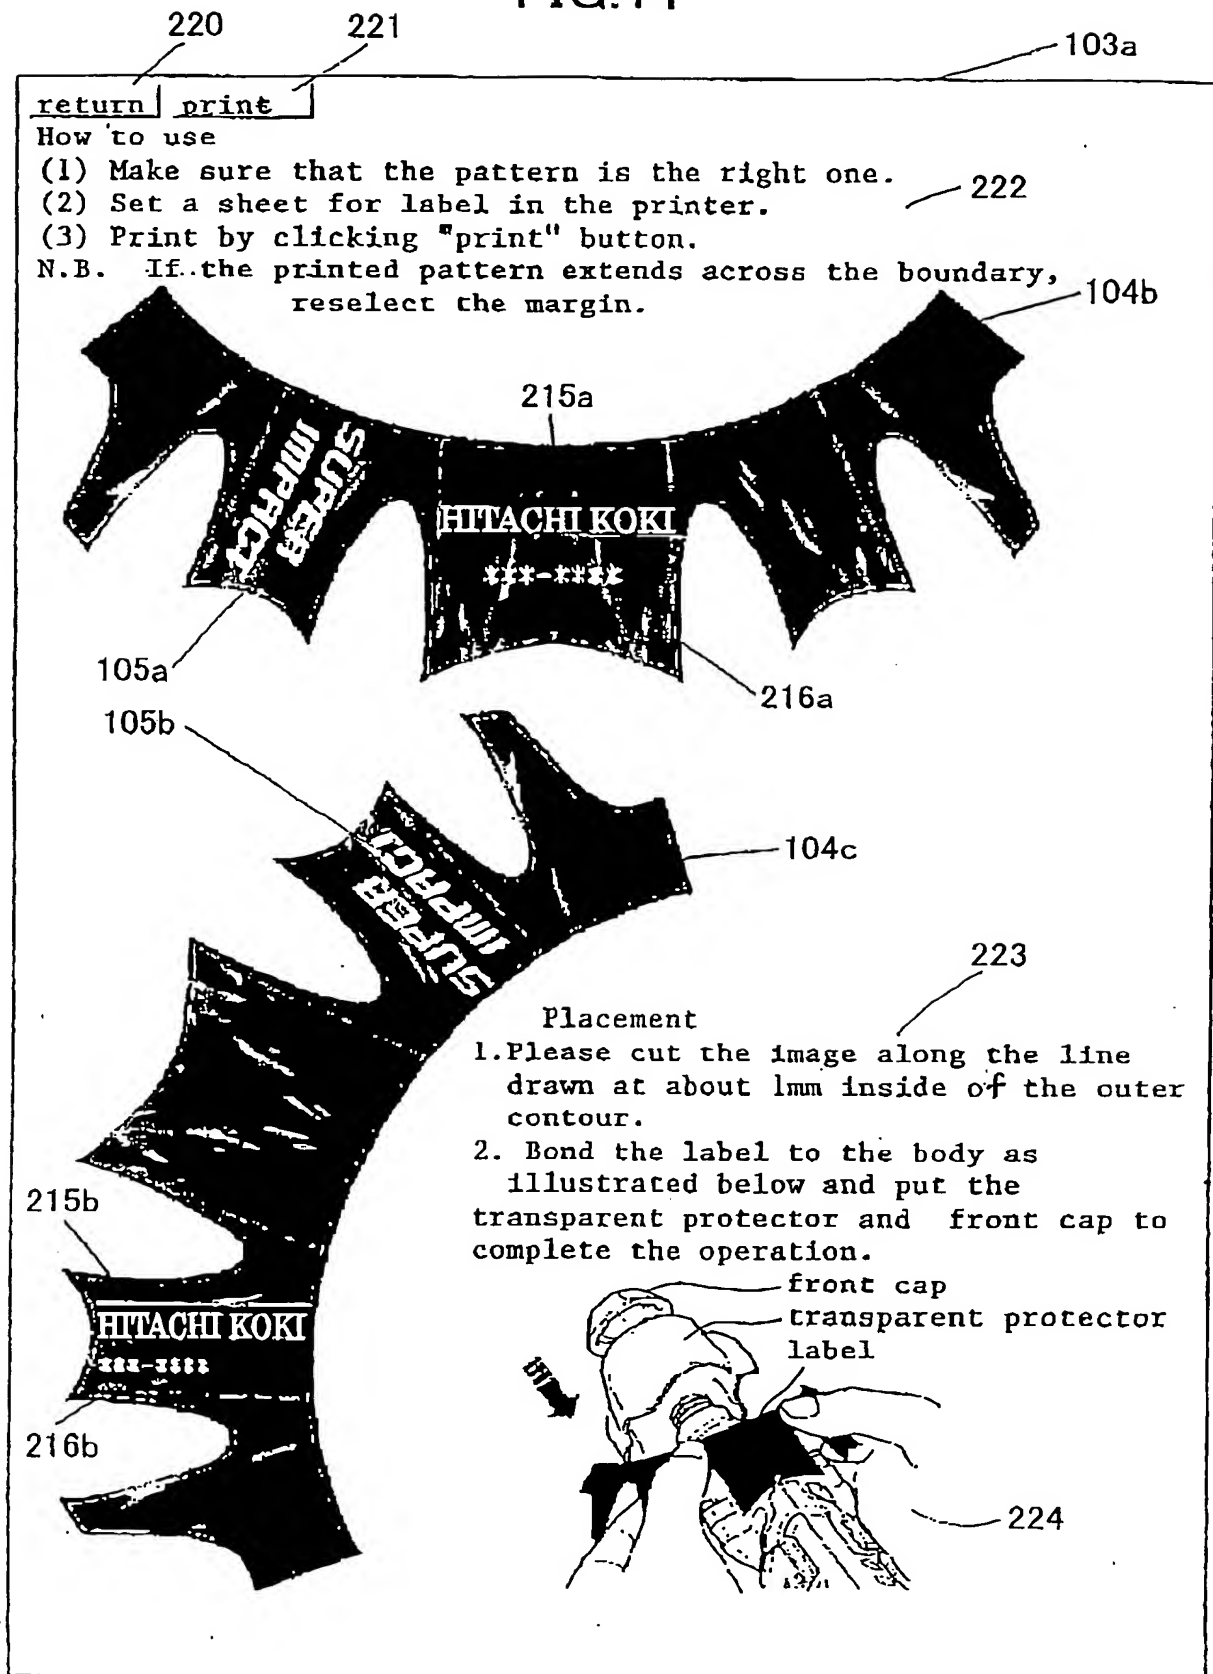 220
221
103a
return
print
How to use
(1) Make sure that the pattern is the right one.
(2) Set a sheet for label in the printer.
222
(3) Print by clicking "print" button.
N.B. If the printed pattern extends across the boundary,
reselect the margin.
104b
215a
SUPER
IMPACT
HITACHI KOKI
***-****
105a
216a
105b
SUPER
IMPACT
104c
223
Placement
1.Please cut the image along the line
drawn at about 1mm inside of the outer
contour.
2. Bond the label to the body as
illustrated below and put the
transparent protector and front cap to
complete the operation.
215b
HITACHI KOKI
***-****
216b
front cap
transparent protector
label
224